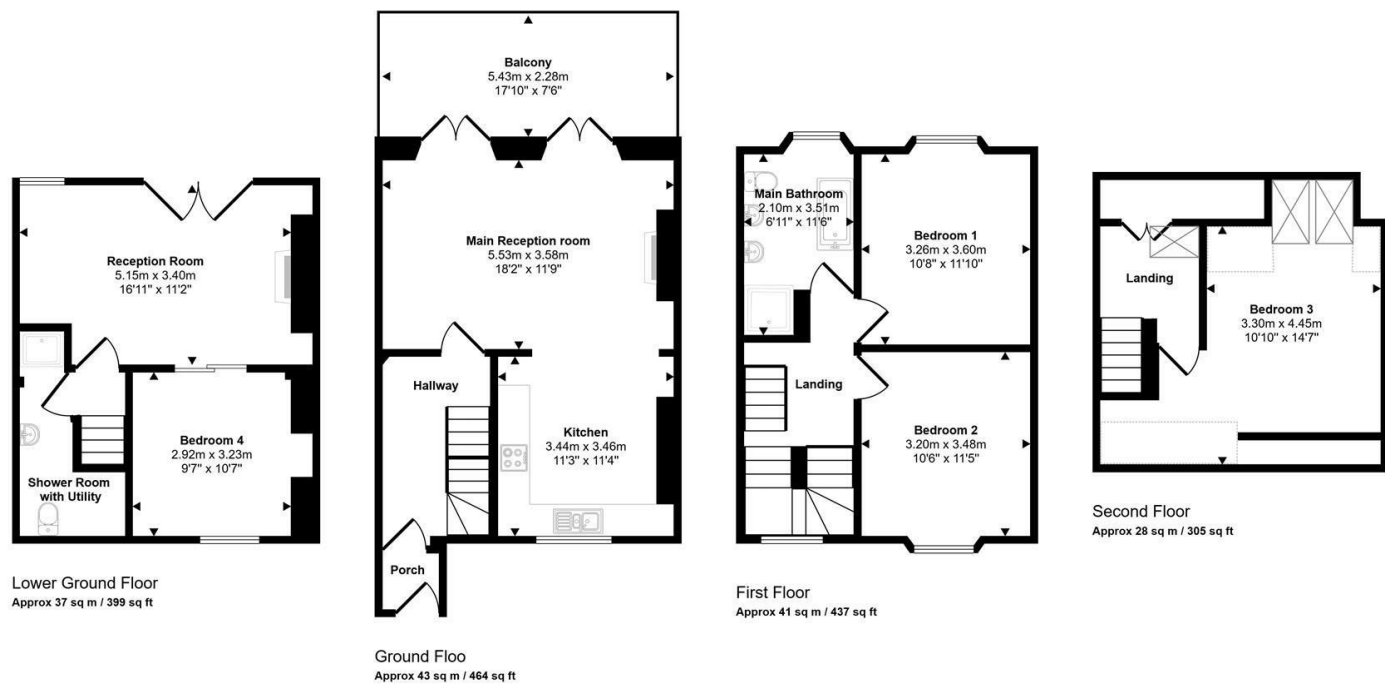 Reception Room
5.15m x 3.40m
16'11" x 11'2"
Bedroom 4
2.92m x 3.23m
9'7" x 10'7"
Shower Room
with Utility
Lower Ground Floor
Approx 37 sq m / 399 sq ft
Balcony
5.43m x 2.28m
17'10" x 7'6"
Main Reception room
5.53m x 3.58m
18'2" x 11'9"
Hallway
Kitchen
3.44m x 3.46m
11'3" x 11'4"
Porch
Ground Floo
Approx 43 sq m / 464 sq ft
Main Bathroom
2.10m x 3.51m
6'11" x 11'6"
Bedroom 1
3.26m x 3.60m
10'8" x 11'10"
Landing
Bedroom 2
3.20m x 3.48m
10'6" x 11'5"
First Floor
Approx 41 sq m / 437 sq ft
Landing
Bedroom 3
3.30m x 4.45m
10'10" x 14'7"
Second Floor
Approx 28 sq m / 305 sq ft